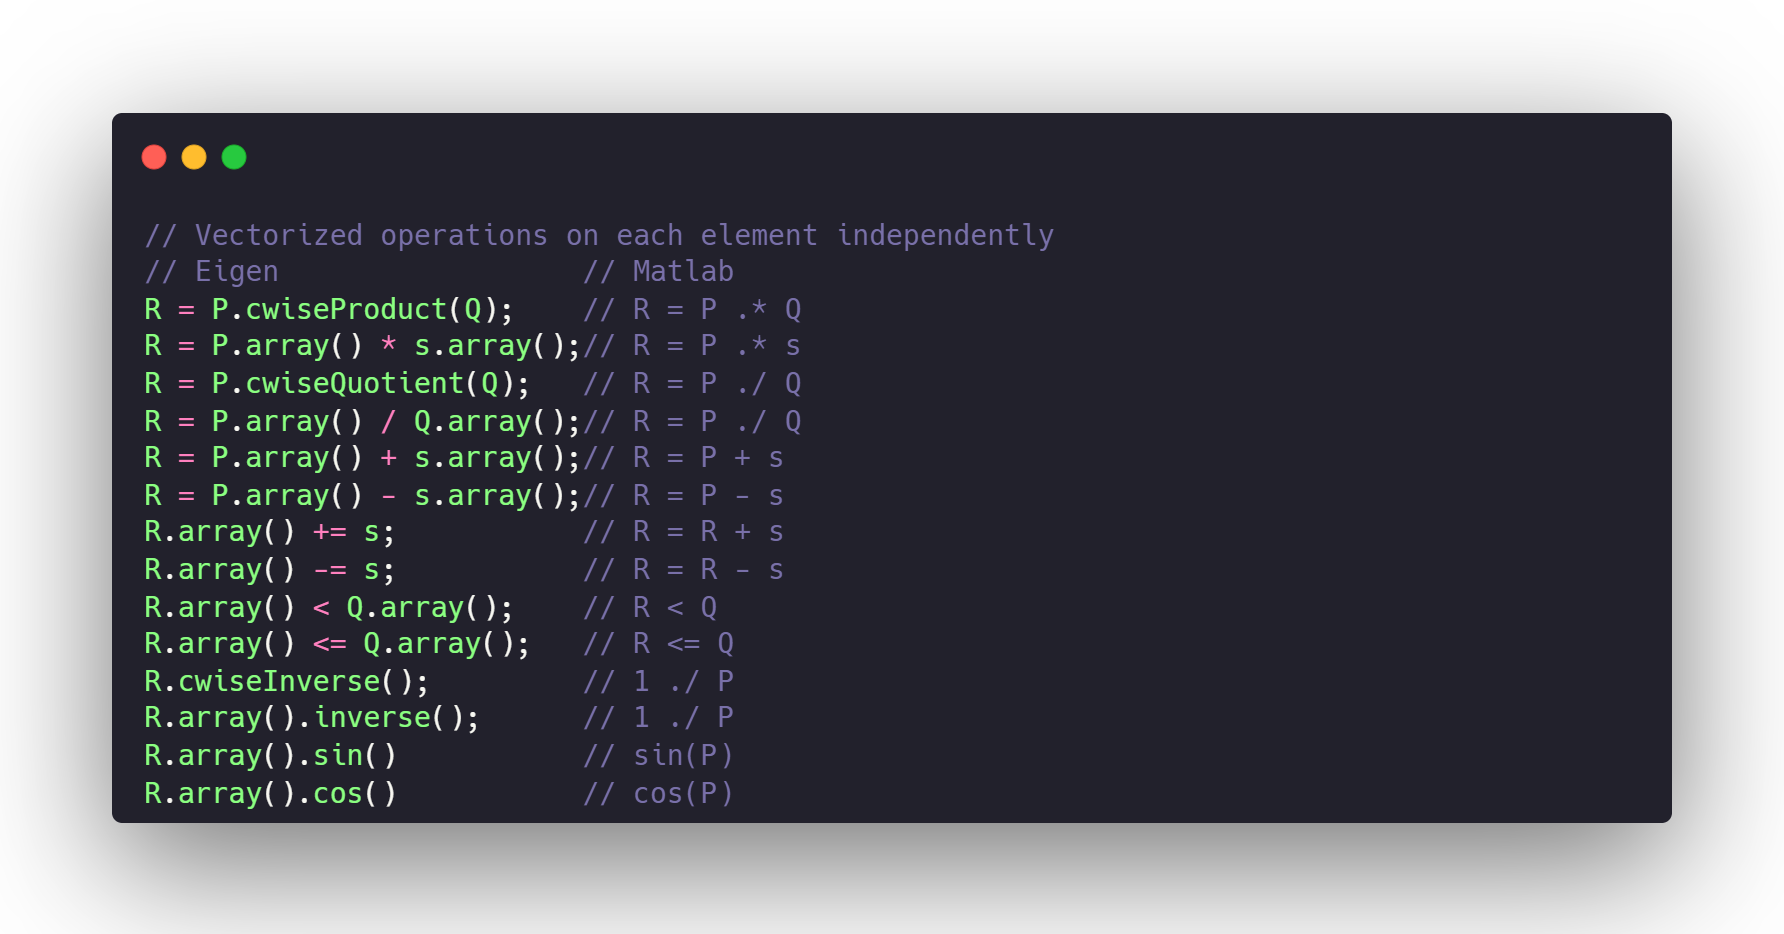 // Vectorized operations on each element independently
// Eigen                  // Matlab
R = P.cwiseProduct(Q);    // R = P .* Q
R = P.array() * s.array();// R = P .* s
R = P.cwiseQuotient(Q);   // R = P ./ Q
R = P.array() / Q.array();// R = P ./ Q
R = P.array() + s.array();// R = P + s
R = P.array() - s.array();// R = P - s
R.array() += s;           // R = R + s
R.array() -= s;           // R = R - s
R.array() < Q.array();    // R < Q
R.array() <= Q.array();   // R <= Q
R.cwiseInverse();         // 1 ./ P
R.array().inverse();      // 1 ./ P
R.array().sin()           // sin(P)
R.array().cos()           // cos(P)